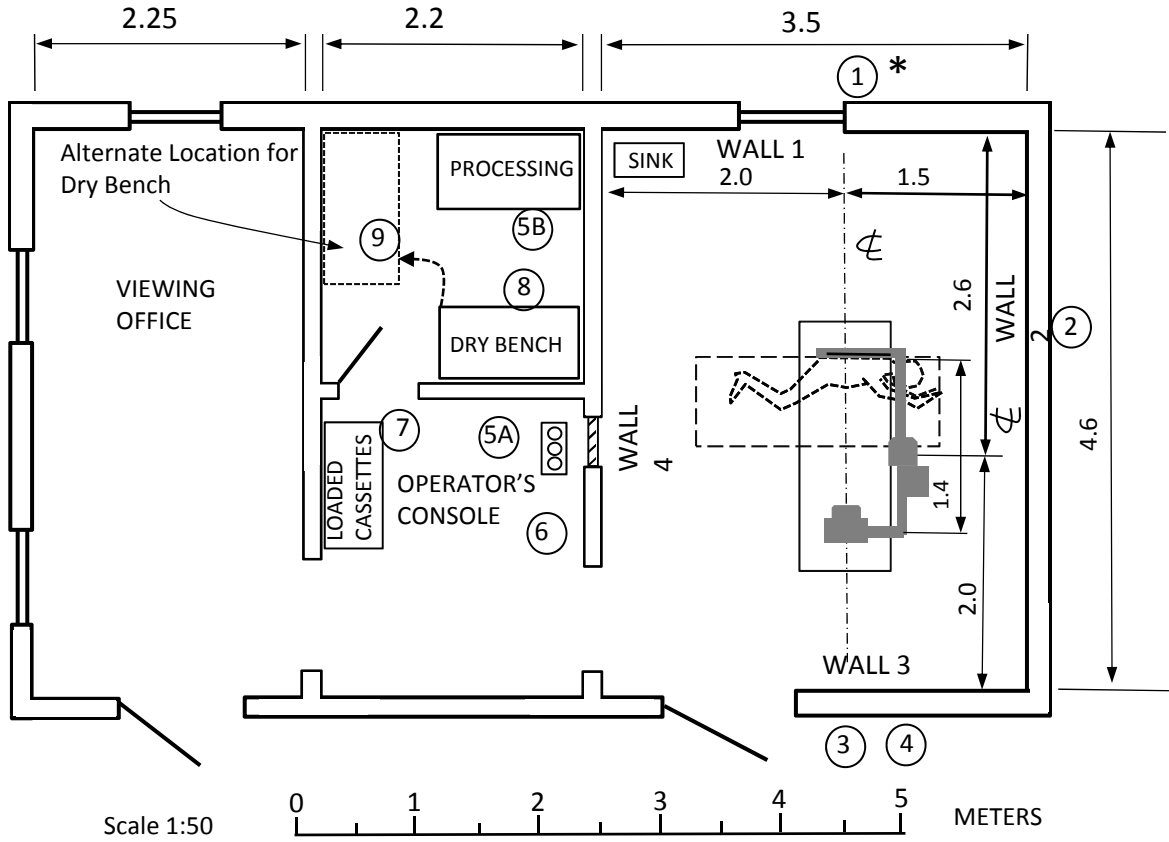 2.25
2.2
3.5
1
*
Alternate Location for
Dry Bench
PROCESSING
SINK
WALL 1
2.0
1.5
5B
9
℄
VIEWING
OFFICE
8
2.6
WALL
2
2
DRY BENCH
7
5A
WALL
4
℄
4.6
LOADED
CASSETTES
OPERATOR'S
CONSOLE
6
1.4
2.0
WALL 3
3
4
0
1
2
3
4
5
Scale 1:50
METERS